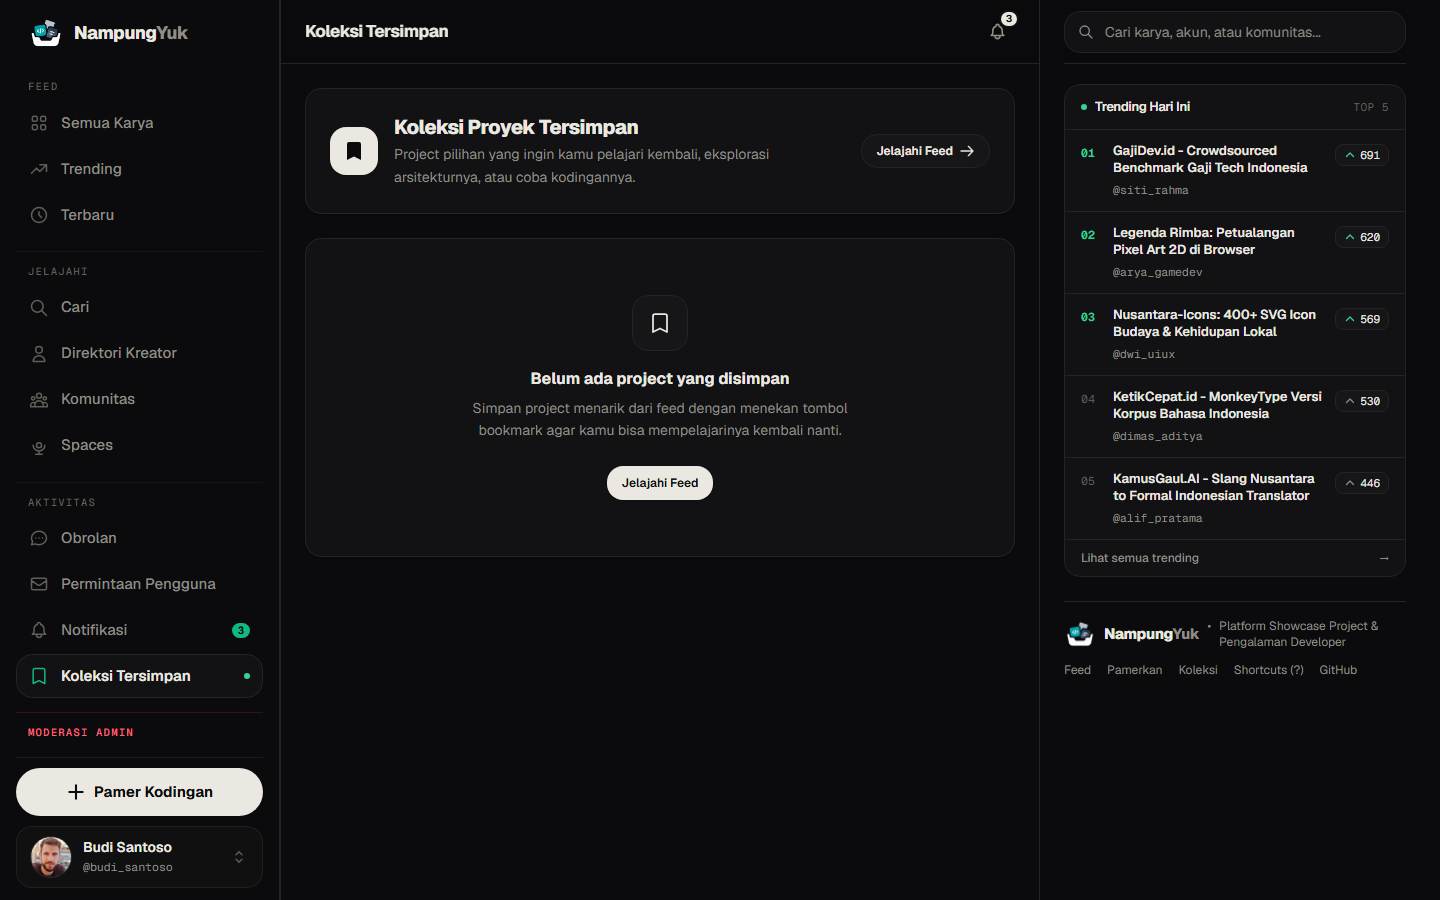 NampungYuk
FEED
Semua Karya
Trending
Terbaru
JELAJAHI
Cari
Direktori Kreator
Komunitas
Spaces
AKTIVITAS
Obrolan
Permintaan Pengguna
Notifikasi
3
Koleksi Tersimpan
MODERASI ADMIN
Pamer Kodingan
Budi Santoso
@budi_santoso
Koleksi Tersimpan
3
Koleksi Proyek Tersimpan
Project pilihan yang ingin kamu pelajari kembali, eksplorasi
arsitekturnya, atau coba kodingannya.
Jelajahi Feed →
Belum ada project yang disimpan
Simpan project menarik dari feed dengan menekan tombol
bookmark agar kamu bisa mempelajarinya kembali nanti.
Jelajahi Feed
Cari karya, akun, atau komunitas...
Trending Hari Ini
TOP 5
01
GajiDev.id - Crowdsourced
Benchmark Gaji Tech Indonesia
@siti_rahma
691
02
Legenda Rimba: Petualangan
Pixel Art 2D di Browser
@arya_gamedev
620
03
Nusantara-Icons: 400+ SVG Icon
Budaya & Kehidupan Lokal
@dwi_uiux
569
04
KetikCepat.id - MonkeyType Versi
Korpus Bahasa Indonesia
@dimas_aditya
530
05
KamusGaul.AI - Slang Nusantara
to Formal Indonesian Translator
@alif_pratama
446
Lihat semua trending →
NampungYuk
• Platform Showcase Project &
Pengalaman Developer
Feed Pamerkan Koleksi Shortcuts (?) GitHub